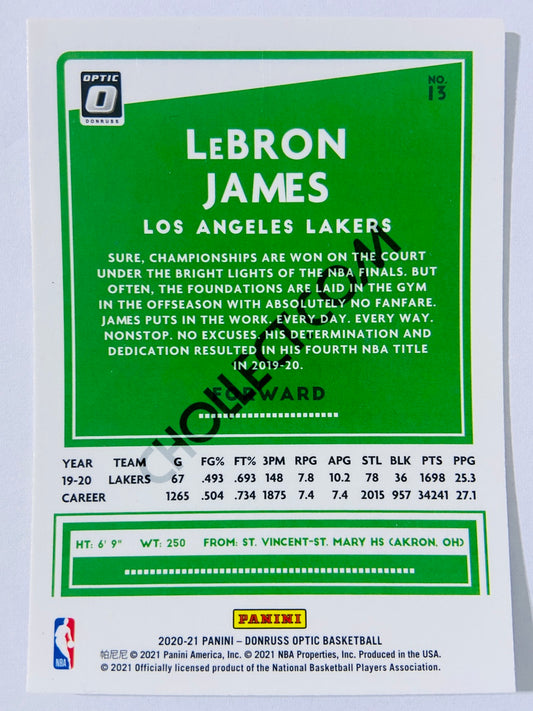 OPTIC
DONRUSS
NO.
13
LeBRON
JAMES
LOS ANGELES LAKERS
SURE, CHAMPIONSHIPS ARE WON ON THE COURT
UNDER THE BRIGHT LIGHTS OF THE NBA FINALS. BUT
OFTEN, THE FOUNDATIONS ARE LAID IN THE GYM
IN THE OFFSEASON WITH ABSOLUTELY NO FANFARE.
JAMES PUTS IN THE WORK. EVERY DAY. EVERY WAY.
NONSTOP. NO EXCUSES. HIS DETERMINATION AND
DEDICATION RESULTED IN HIS FOURTH NBA TITLE
IN 2019-20.
FORWARD
CHOLLECT.COM
YEAR TEAM G FG% FT% 3PM RPG APG STL BLK PTS PPG
19-20 LAKERS 67 .493 .693 148 7.8 10.2 78 36 1698 25.3
CAREER 1265 .504 .734 1875 7.4 7.4 2015 957 34241 27.1
HT: 6' 9" WT: 250 FROM: ST. VINCENT-ST. MARY HS (AKRON, OH)
PANINI
NBA
2020-21 PANINI – DONRUSS OPTIC BASKETBALL
帕尼尼 © 2021 Panini America, Inc. © 2021 NBA Properties, Inc. Produced in the USA.
© 2021 Officially licensed product of the National Basketball Players Association.